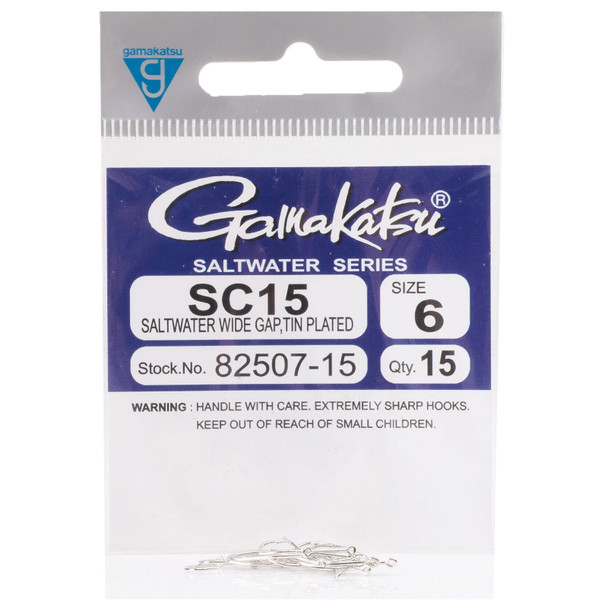 gamakatsu
g
Gamakatsu®
SALTWATER SERIES
SC15
SALTWATER WIDE GAP,TIN PLATED
SIZE
6
Stock.No. 82507-15
Qty. 15
WARNING : HANDLE WITH CARE. EXTREMELY SHARP HOOKS.
KEEP OUT OF REACH OF SMALL CHILDREN.